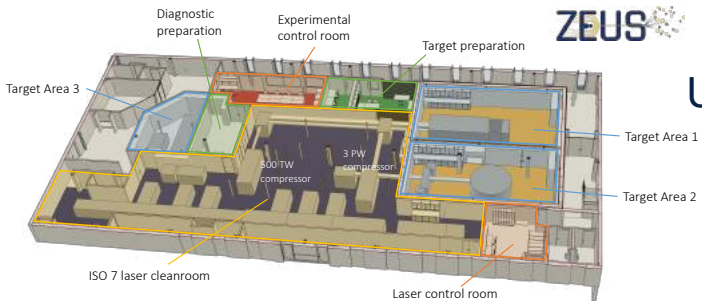 ZEUS
Diagnostic
preparation
Experimental
control room
Target preparation
U
Target Area 3
Target Area 1
500 TW
compressor
3 PW
compressor
Target Area 2
ISO 7 laser cleanroom
Laser control room